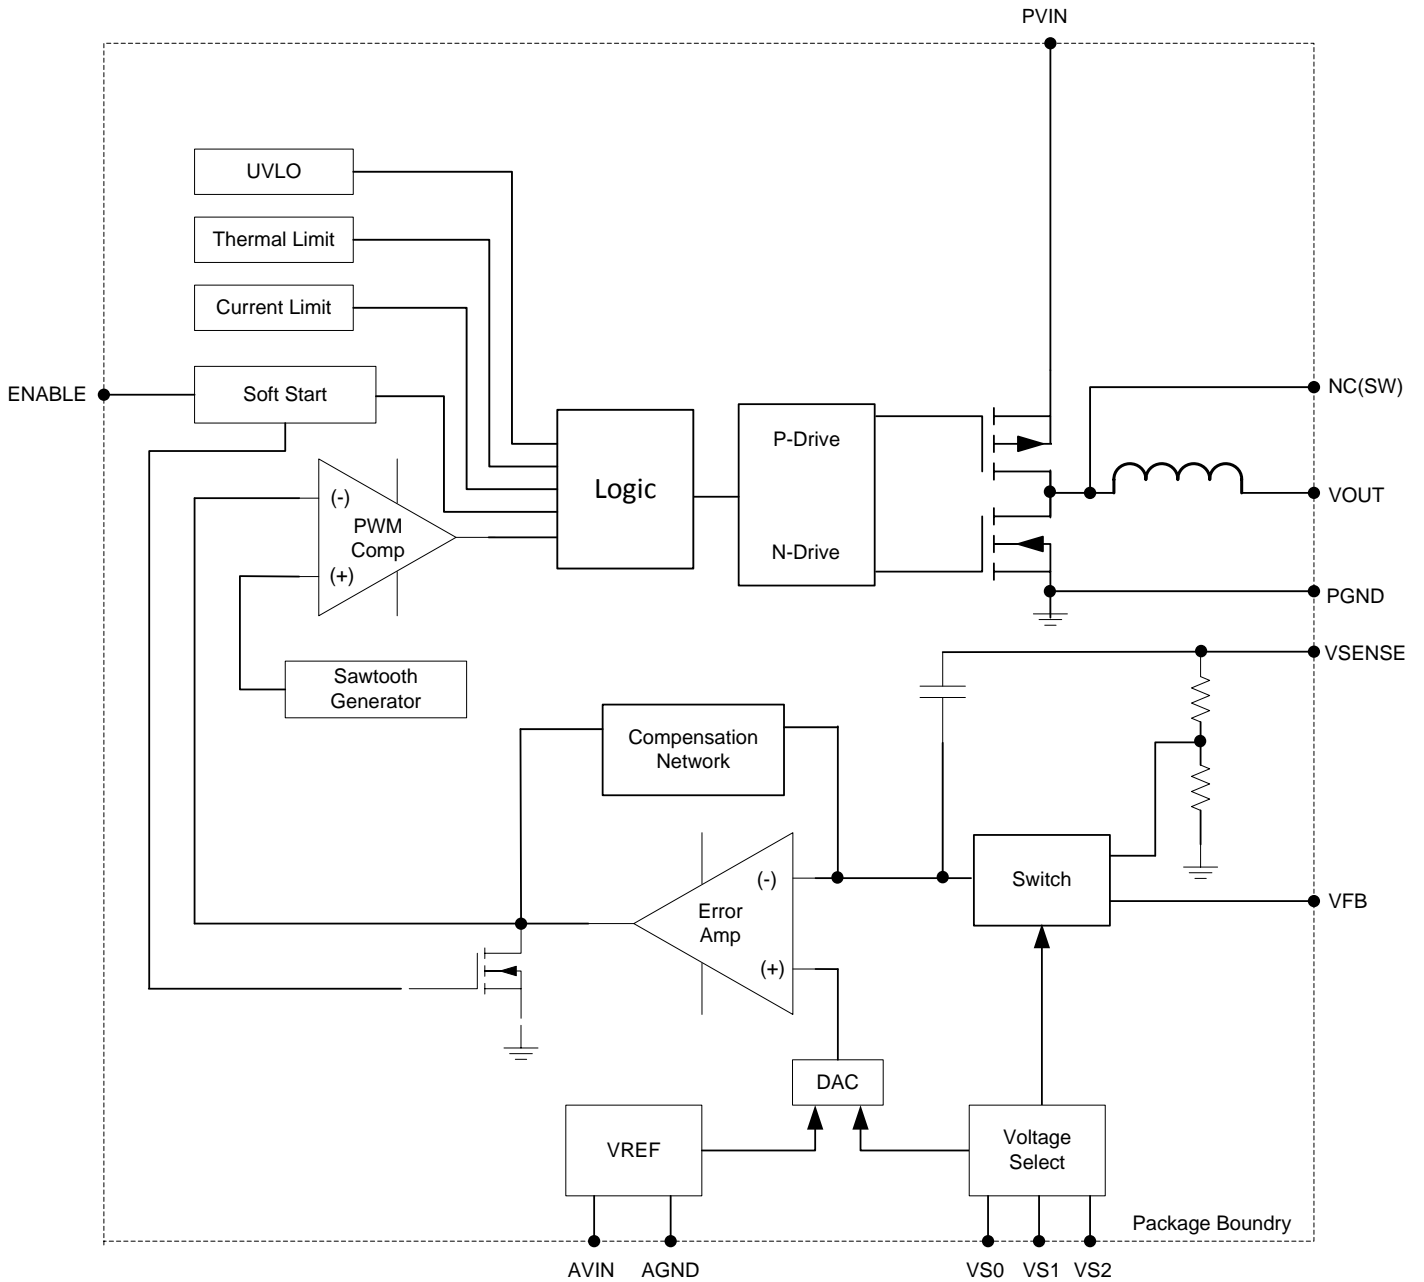 PVIN
UVLO
Thermal Limit
Current Limit
ENABLE
Soft Start
NC(SW)
P-Drive
Logic
(-)
PWM
Comp
(+)
N-Drive
VOUT
PGND
VSENSE
Sawtooth
Generator
Compensation
Network
(-)
Error
Amp
(+)
Switch
VFB
DAC
VREF
Voltage
Select
Package Boundry
AVIN
AGND
VS0
VS1
VS2